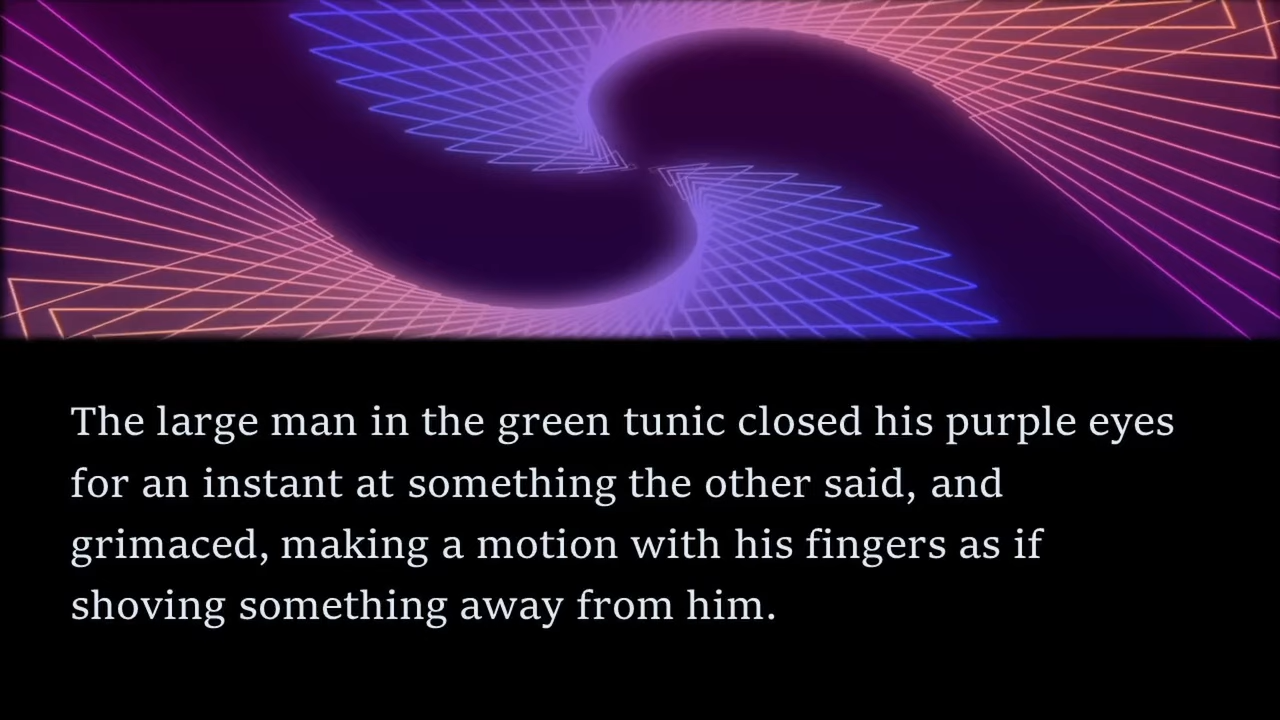 The large man in the green tunic closed his purple eyes
for an instant at something the other said, and
grimaced, making a motion with his fingers as if
shoving something away from him.